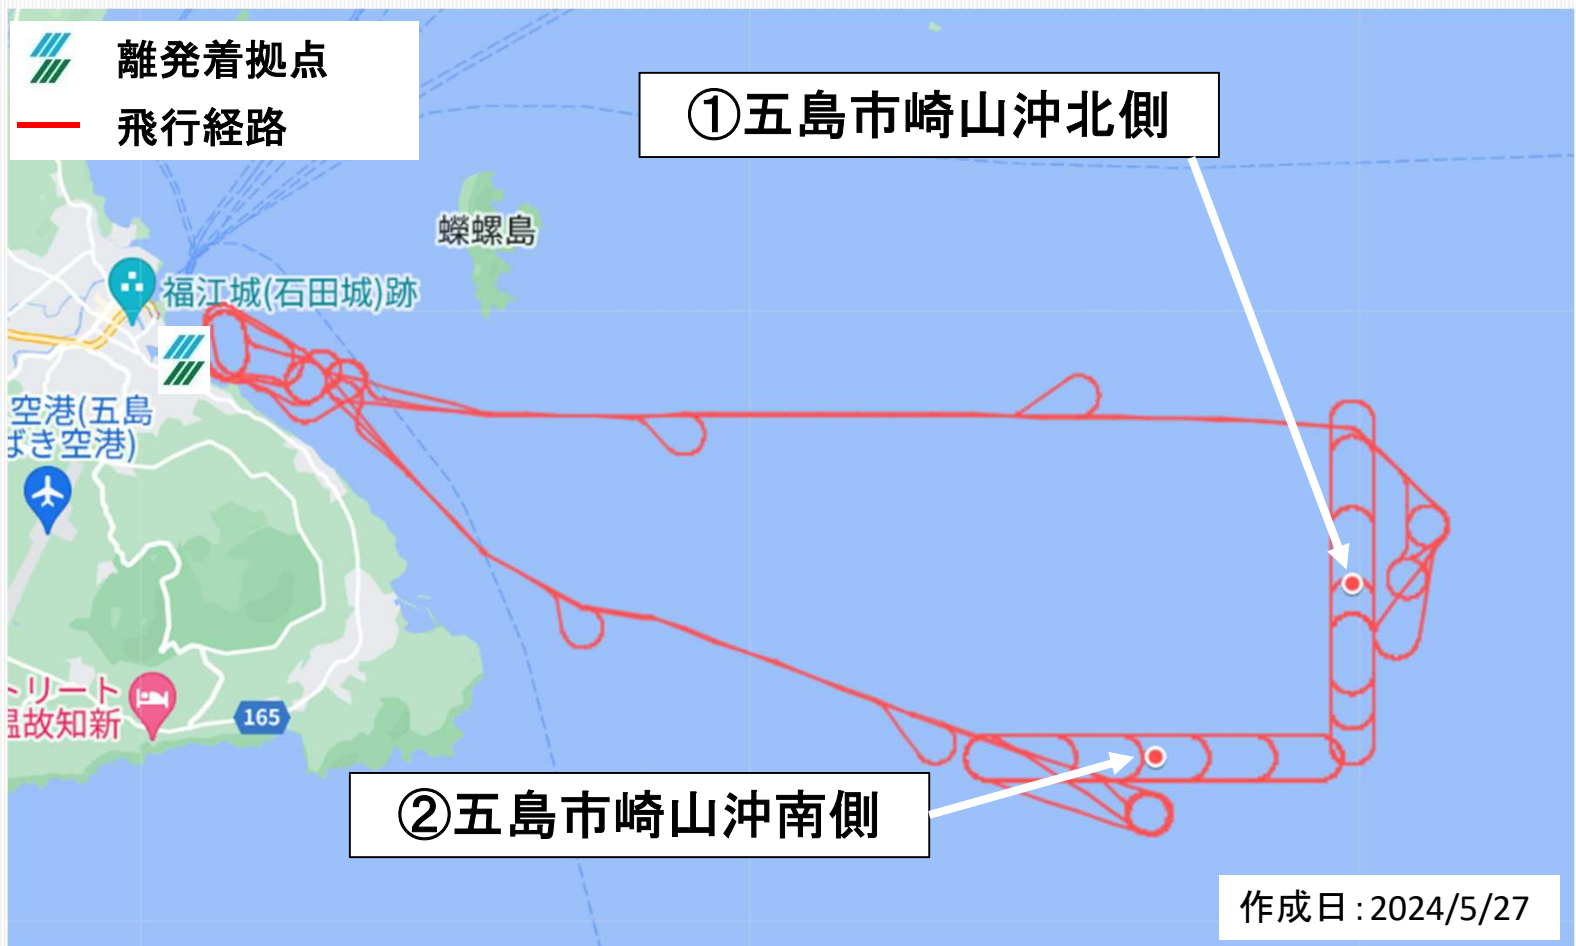 離発着拠点
飛行経路
①五島市崎山沖北側
蠑螺島
福江城(石田城)跡
空港(五島
ばき空港)
トリート
温故知新
165
②五島市崎山沖南側
作成日:2024/5/27